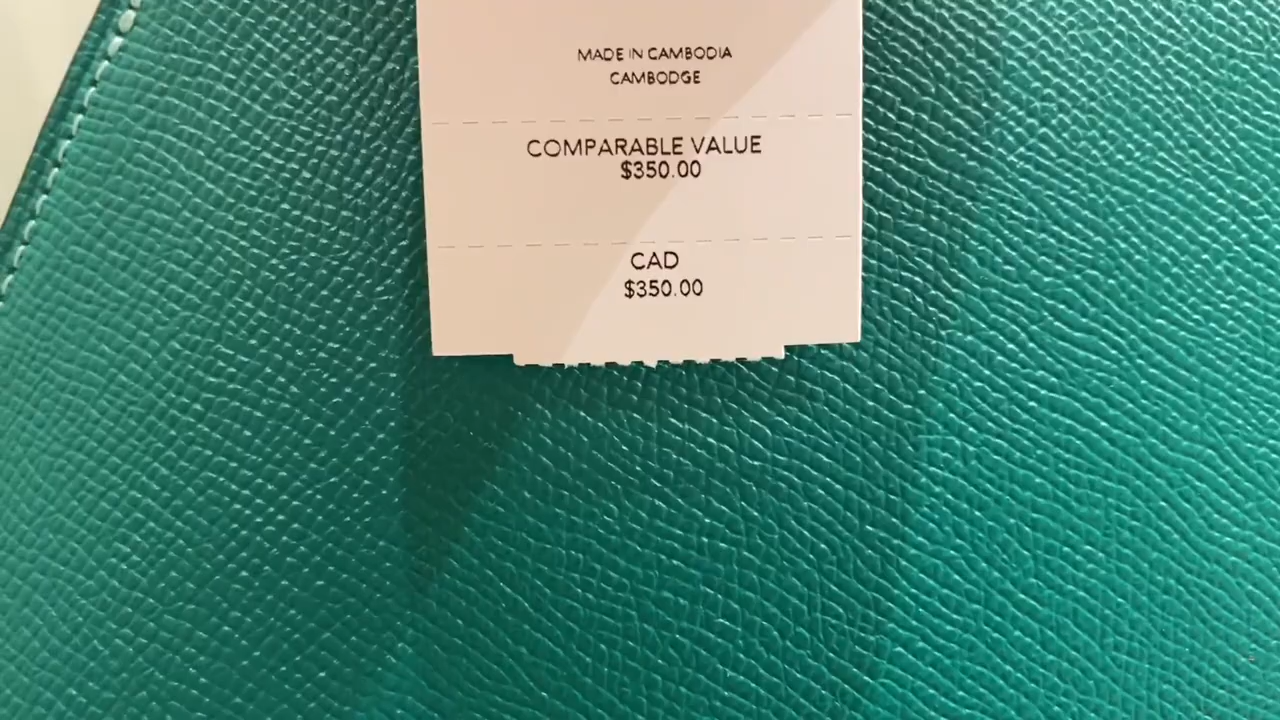 MADE IN CAMBODIA
CAMBODGE
COMPARABLE VALUE
$350.00
CAD
$350.00